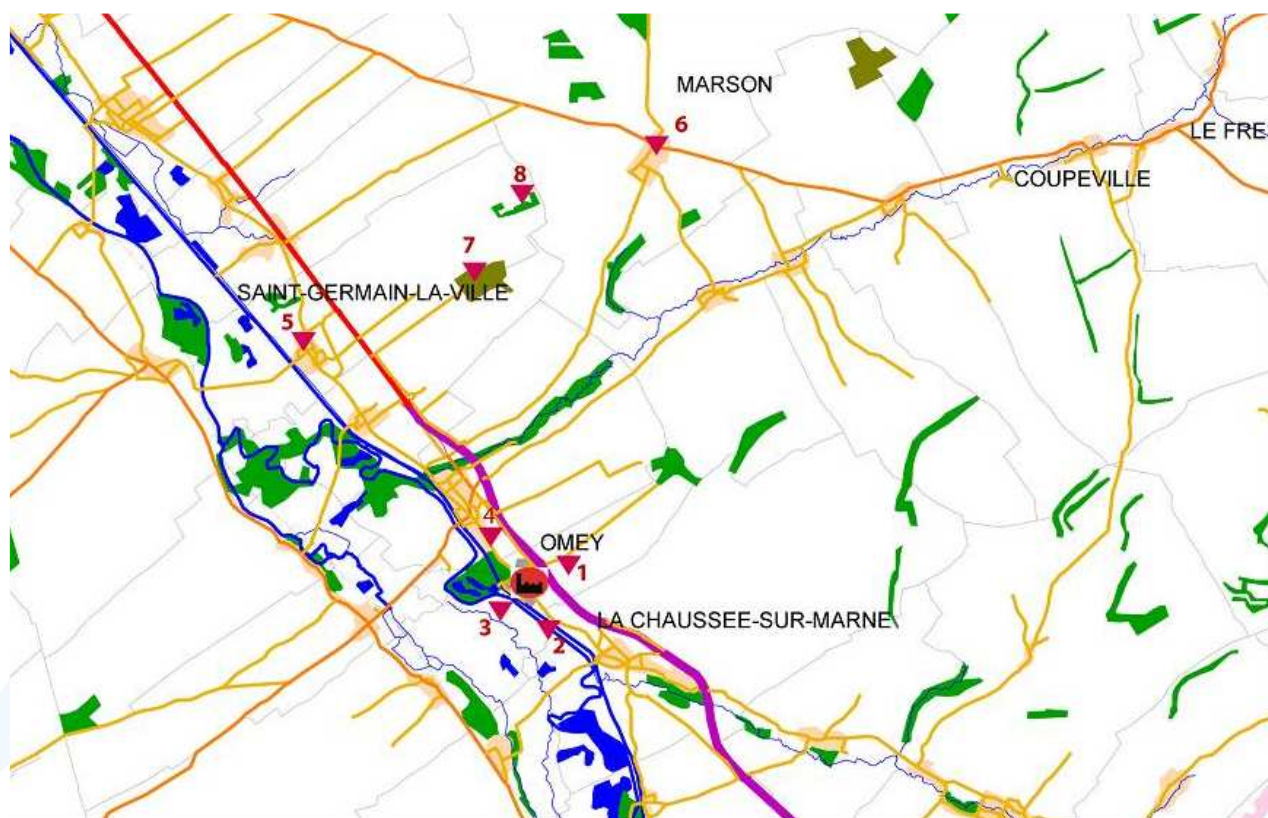 MARSON
6
LE FRE
8
COUPEVILLE
7
SAINT-GERMAIN-LA-VILLE
5
4
OMEY
1
3
2
LA CHAUSSEE-SUR-MARNE